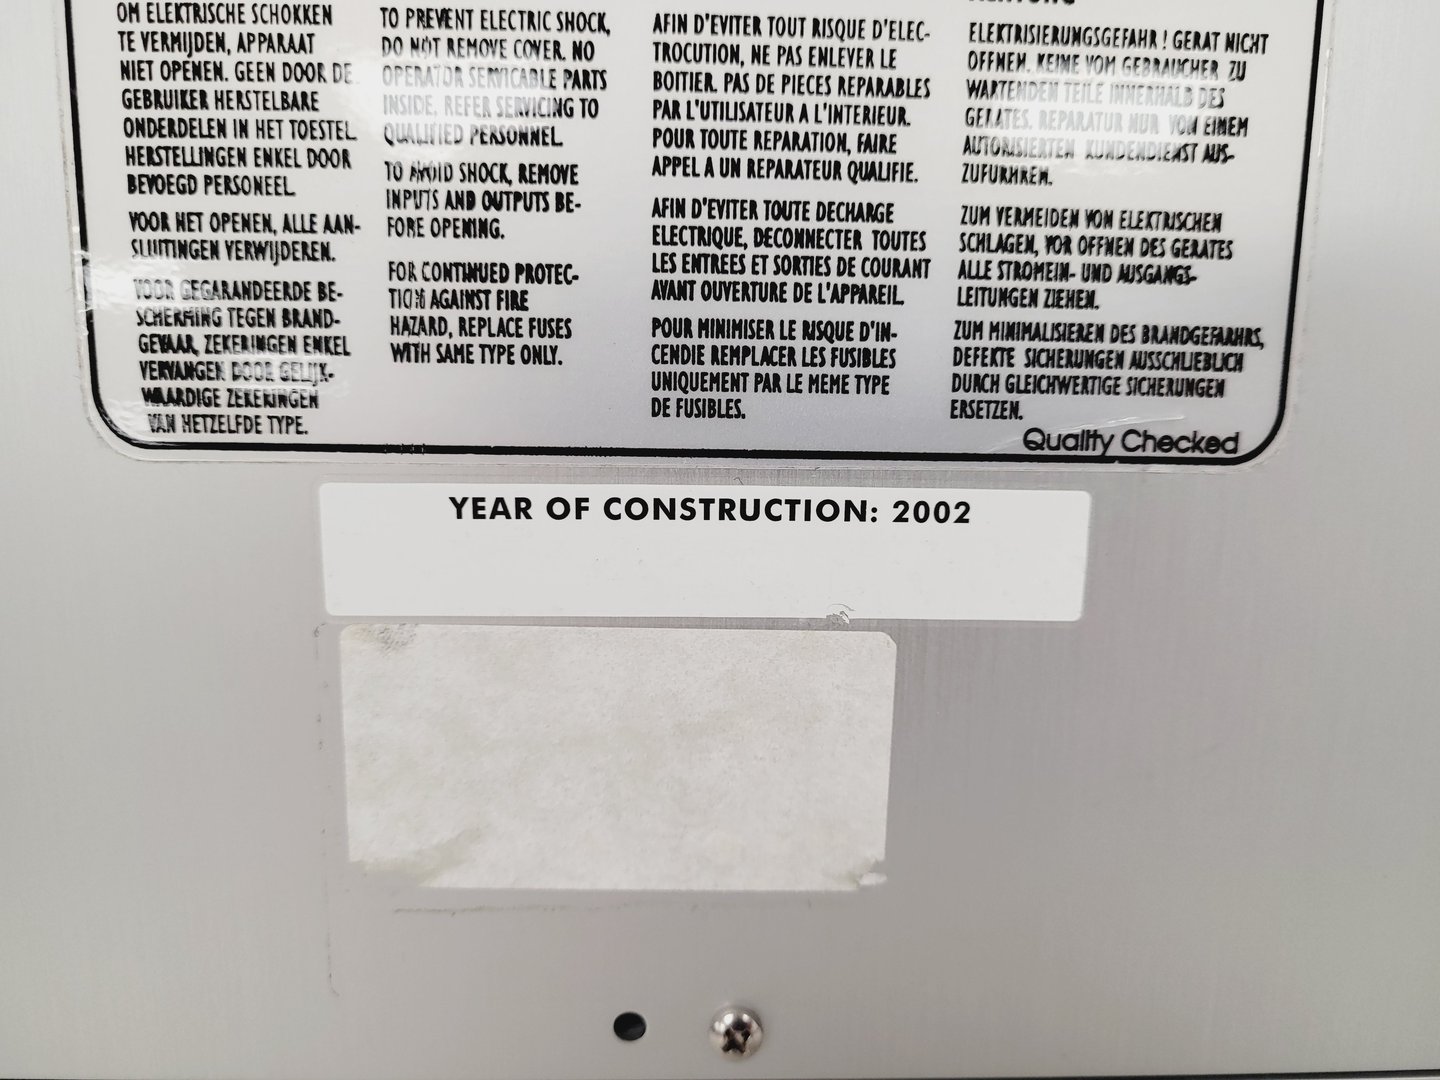 OM ELEKTRISCHE SCHOKKEN
TE VERMIJDEN, APPARAAT
NIET OPENEN. GEEN DOOR DE
GEBRUIKER HERSTELBARE
ONDERDELEN IN HET TOESTEL.
HERSTELLINGEN ENKEL DOOR
BEVOEGD PERSONEEL.
VOOR HET OPENEN, ALLE AAN-
SLUITINGEN VERWIJDEREN.
VOOR GEGARANDEERDE BE-
SCHERMING TEGEN BRAND-
GEVAAR, ZEKERINGEN ENKEL
VERVANGEN DOOR GELIJK-
WAARDIGE ZEKERINGEN
VAN HETZELFDE TYPE.
TO PREVENT ELECTRIC SHOCK,
DO NOT REMOVE COVER. NO
OPERATOR SERVICABLE PARTS
INSIDE. REFER SERVICING TO
QUALIFIED PERSONNEL.
TO AVOID SHOCK, REMOVE
INPUTS AND OUTPUTS BE-
FORE OPENING.
FOR CONTINUED PROTEC-
TION AGAINST FIRE
HAZARD, REPLACE FUSES
WITH SAME TYPE ONLY.
AFIN D'EVITER TOUT RISQUE D'ELEC-
TROCUTION, NE PAS ENLEVER LE
BOITIER. PAS DE PIECES REPARABLES
PAR L'UTILISATEUR A L'INTERIEUR.
POUR TOUTE REPARATION, FAIRE
APPEL A UN REPARATEUR QUALIFIE.
AFIN D'EVITER TOUTE DECHARGE
ELECTRIQUE, DECONNECTER TOUTES
LES ENTREES ET SORTIES DE COURANT
AVANT OUVERTURE DE L'APPAREIL.
POUR MINIMISER LE RISQUE D'IN-
CENDIE REMPLACER LES FUSIBLES
UNIQUEMENT PAR LE MEME TYPE
DE FUSIBLES.
ELEKTRISIERUNGSGEFAHR ! GERAT NICHT
OFFNEN. KEINE VOM GEBRAUCHER ZU
WARTENDEN TEILE INNERHALB DES
GERATES. REPARATUR NUR VON EINEM
AUTORISIERTEN KUNDENDIENST AUS-
ZUFURHREN.
ZUM VERMEIDEN VON ELEKTRISCHEN
SCHLAGEN, VOR OFFNEN DES GERATES
ALLE STROMEIN- UND AUSGANGS-
LEITUNGEN ZIEHEN.
ZUM MINIMALISIEREN DES BRANDGEFARHRS,
DEFEKTE SICHERUNGEN AUSSCHLIEBLICH
DURCH GLEICHWERTIGE SICHERUNGEN
ERSETZEN.
Quality Checked
YEAR OF CONSTRUCTION: 2002